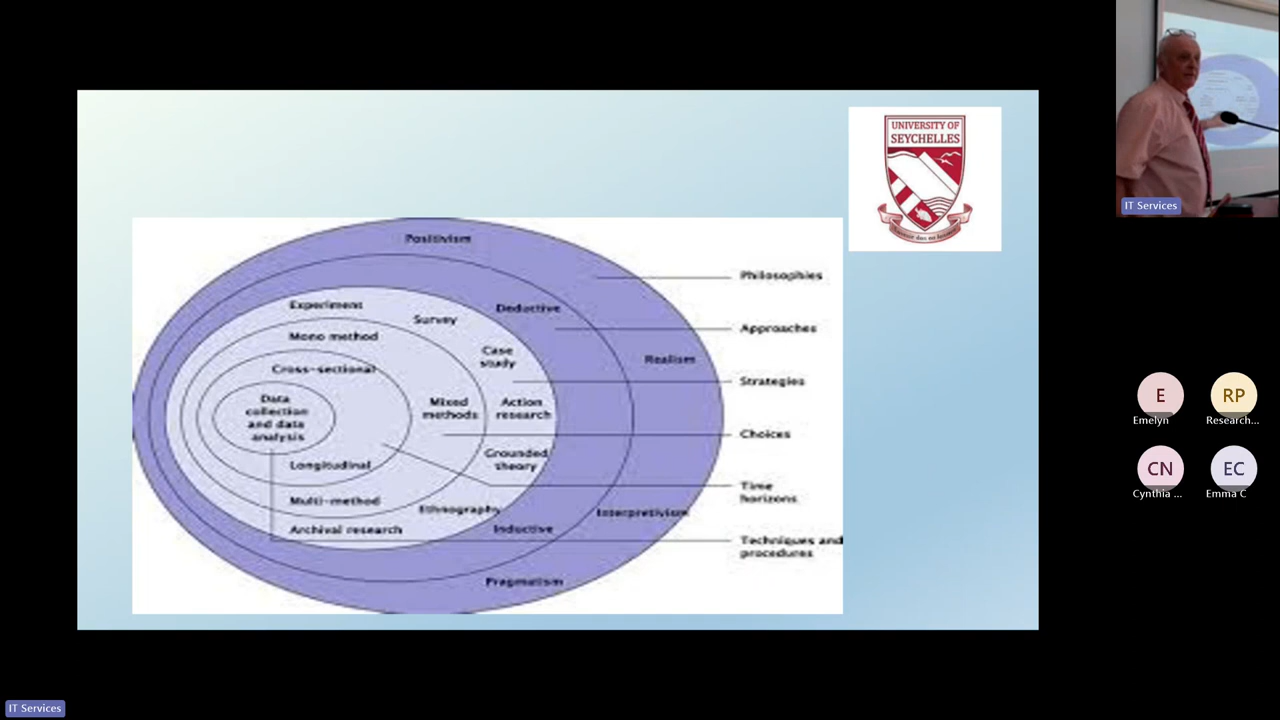 UNIVERSITY OF
SEYCHELLES
Positivism
Philosophies
Experiment
Deductive
Survey
Approaches
Mono method
Case
study
Realism
Cross-sectional
Strategies
Data
collection
and data
analysis
Mixed
methods
Action
research
Choices
Grounded
theory
Longitudinal
Time
horizons
Multi-method
Ethnography
Interpretivism
Archival research
Inductive
Techniques and
procedures
Pragmatism
IT Services
E
Emelyn
RP
Research...
CN
Cynthia ...
EC
Emma C
IT Services